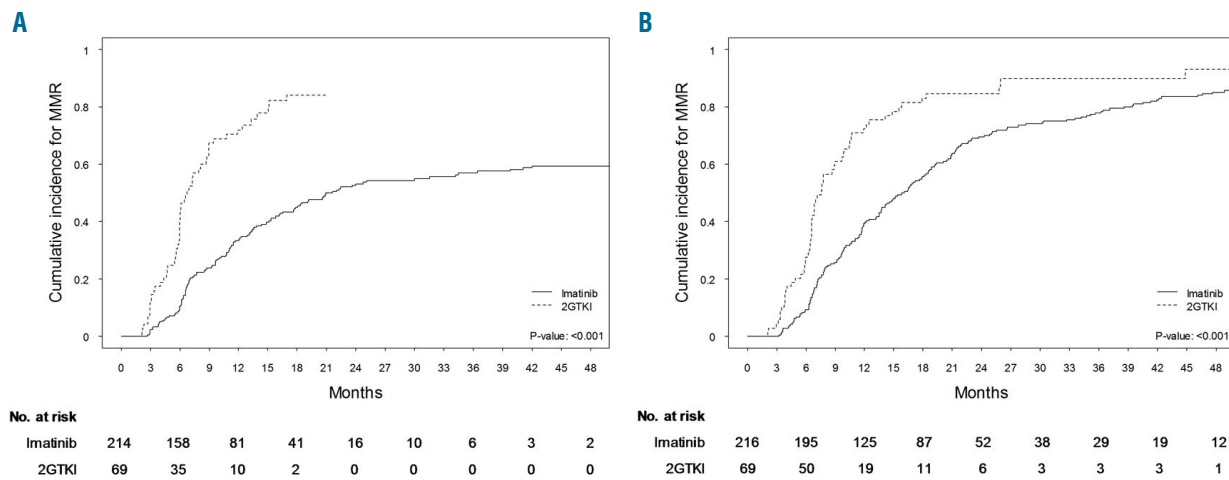 A
Cumulative incidence for MMR
1
0.8
0.6
0.4
0.2
0
Imatinib
2GTKI
P-value: <0.001
0 3 6 9 12 15 18 21 24 27 30 33 36 39 42 45 48
Months
No. at risk
Imatinib 214 158 81 41 16 10 6 3 2
2GTKI 69 35 10 2 0 0 0 0 0
B
Cumulative incidence for MMR
1
0.8
0.6
0.4
0.2
0
Imatinib
2GTKI
P-value: <0.001
0 3 6 9 12 15 18 21 24 27 30 33 36 39 42 45 48
Months
No. at risk
Imatinib 216 195 125 87 52 38 29 19 12
2GTKI 69 50 19 11 6 3 3 3 1